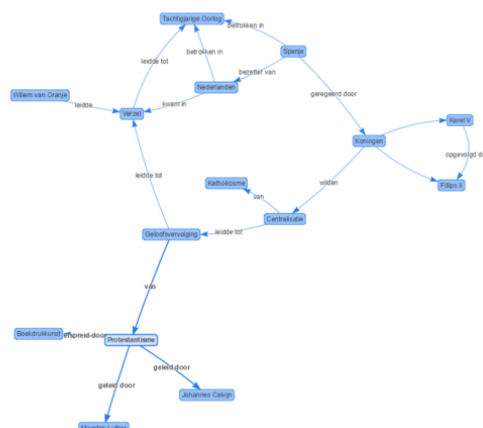 Tachtigjarige Oorlog
betrokken in
Spanje
betrokken in
leidde tot
bezetter van
Nederlanden
geregeerd door
Willem van Oranje
leidde
kwam in
Verzet
Karel V
Koningen
opgevolgd d
Filips II
leidde tot
Katholicisme
wilden
van
Centralisatie
Geloofsvervolging
leidde tot
van
Boekdrukkunst
Protestantisme
geleid door
geleid door
Johannes Calvijn